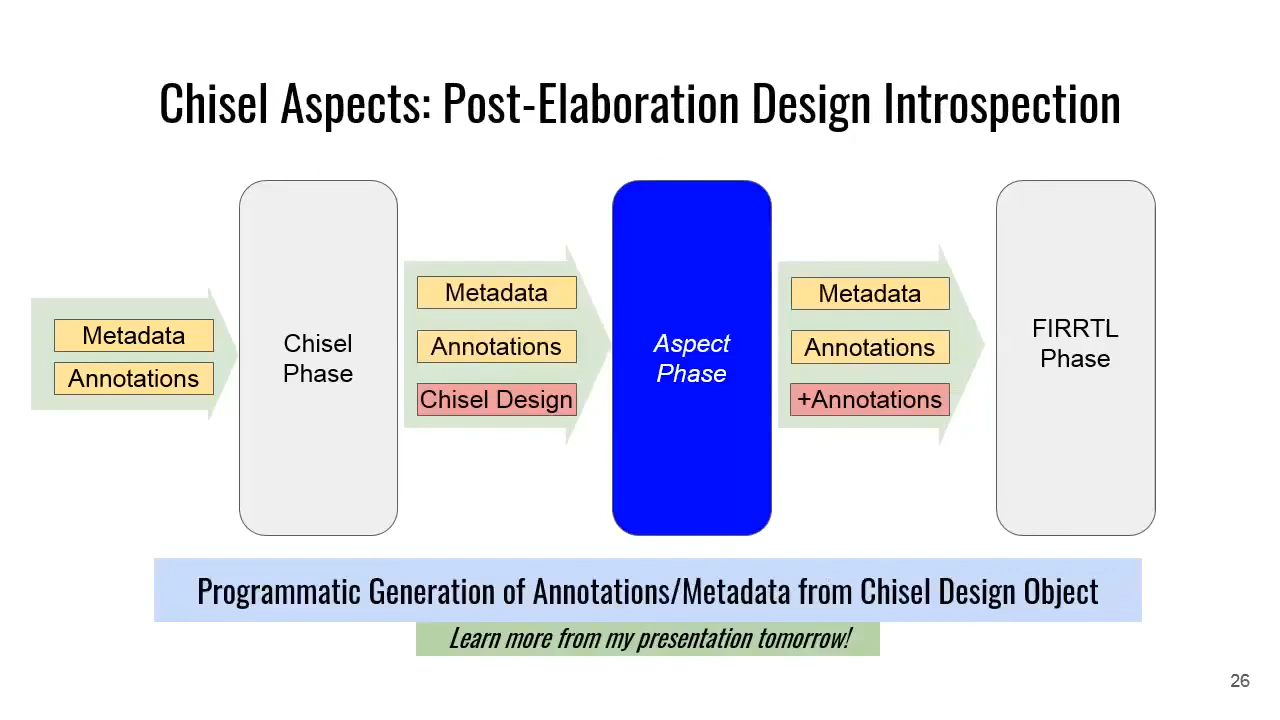 Chisel Aspects: Post-Elaboration Design Introspection
Metadata
Annotations
Chisel
Phase
Metadata
Annotations
Chisel Design
Aspect
Phase
Metadata
Annotations
+Annotations
FIRRTL
Phase
Programmatic Generation of Annotations/Metadata from Chisel Design Object
Learn more from my presentation tomorrow!
26